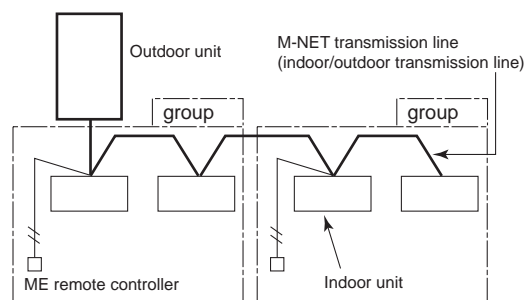 Outdoor unit
M-NET transmission line
(indoor/outdoor transmission line)
group
group
ME remote controller
Indoor unit